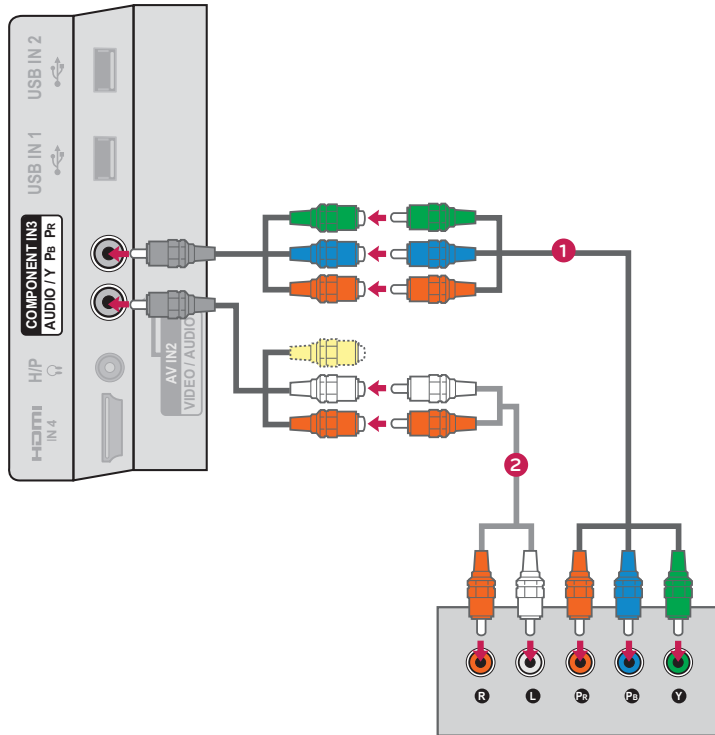 USB IN 2
USB IN 1
COMPONENT IN3
AUDIO / Y PB PR
H/P
HDMI
IN 4
AV IN2
VIDEO / AUDIO
1
2
R
L
PR
PB
Y